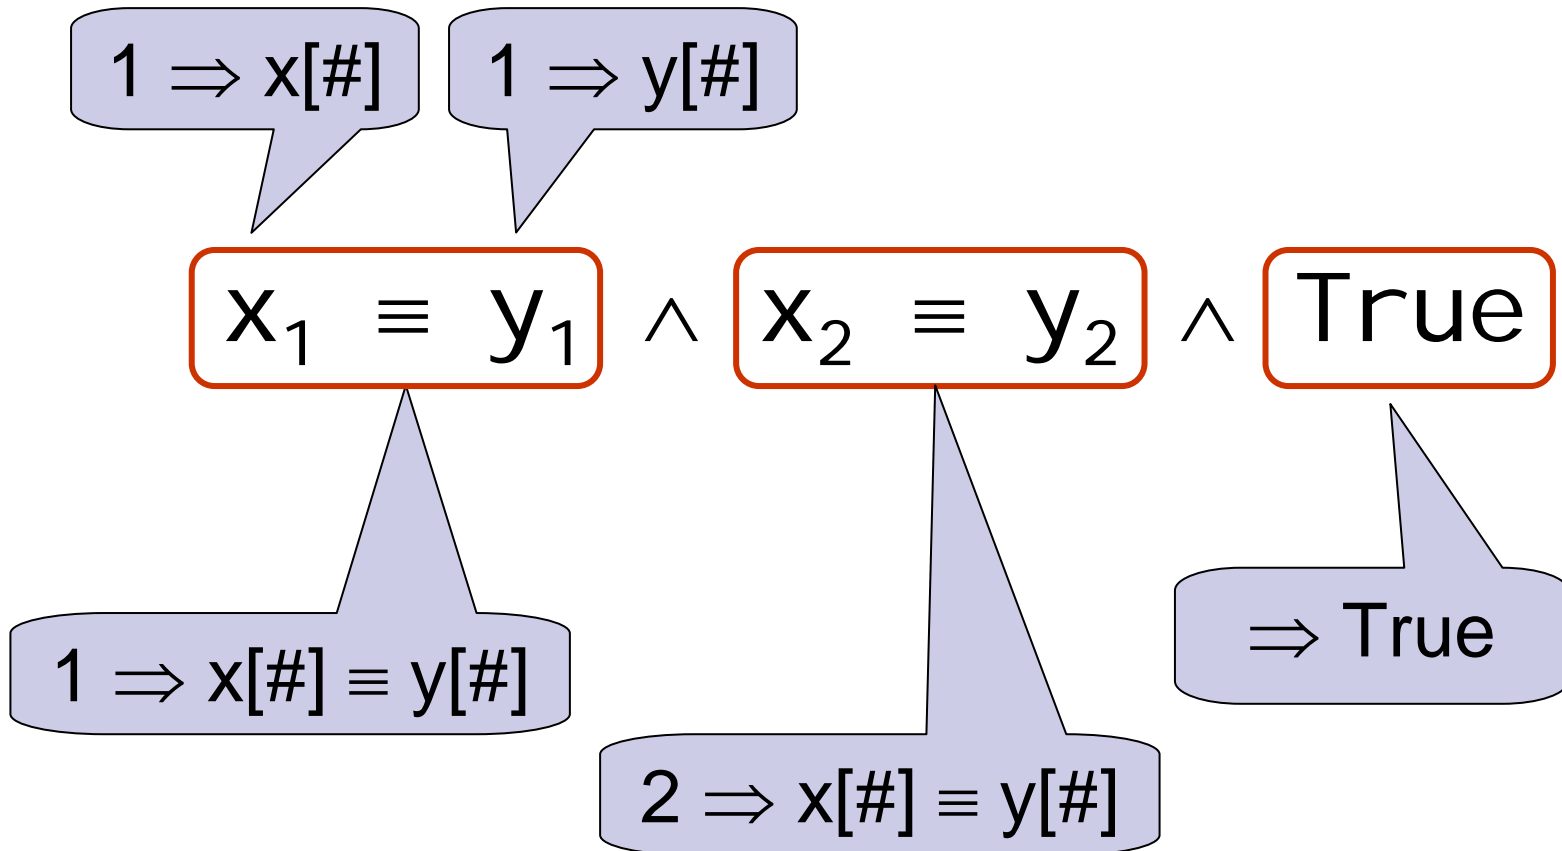 1 ⇒ x[#]
1 ⇒ y[#]
x₁ ≡ y₁ ∧ x₂ ≡ y₂ ∧ True
1 ⇒ x[#] ≡ y[#]
⇒ True
2 ⇒ x[#] ≡ y[#]